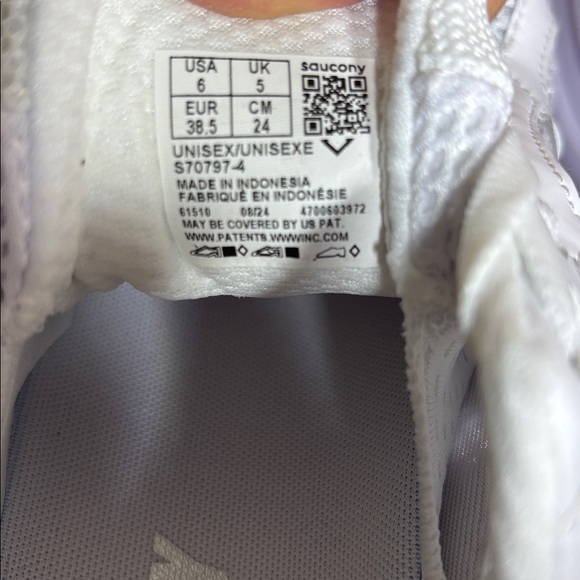 USA UK saucony
6 5
EUR CM
38.5 24
UNISEX/UNISEXE
S70797-4
MADE IN INDONESIA
FABRIQUÉ EN INDONÉSIE
61510 08/24 4700603972
MAY BE COVERED BY US PAT.
WWW.PATENTS.WWWINC.COM